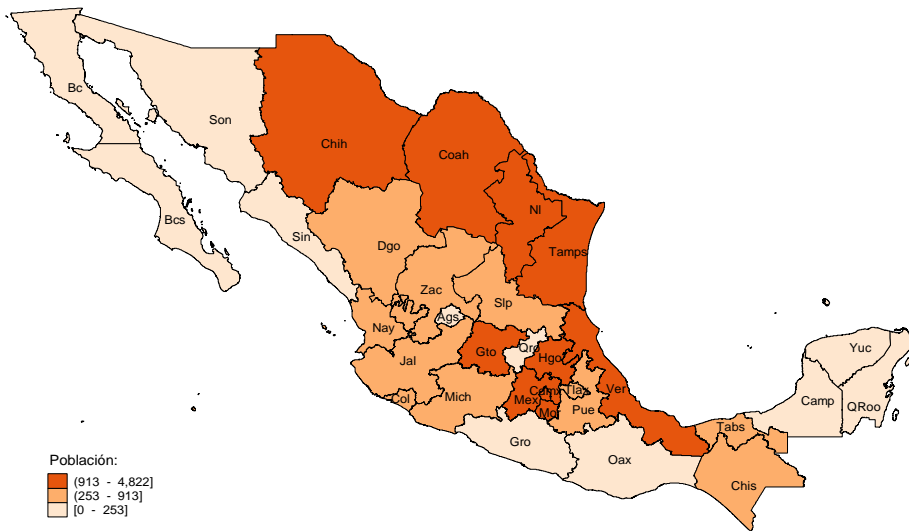 Bc
Son
Chih
Coah
Nl
Bcs
Sin
Dgo
Tamps
Zac
Slp
Ags
Nay
Qro
Yuc
Gto
Hgo
Jal
Col
Mich
Mex
Cdmx
Tlax
Ver
Mor
Pue
Camp
QRoo
Gro
Oax
Tabs
Chis
Población:
(913 - 4,822]
(253 - 913]
[0 - 253]